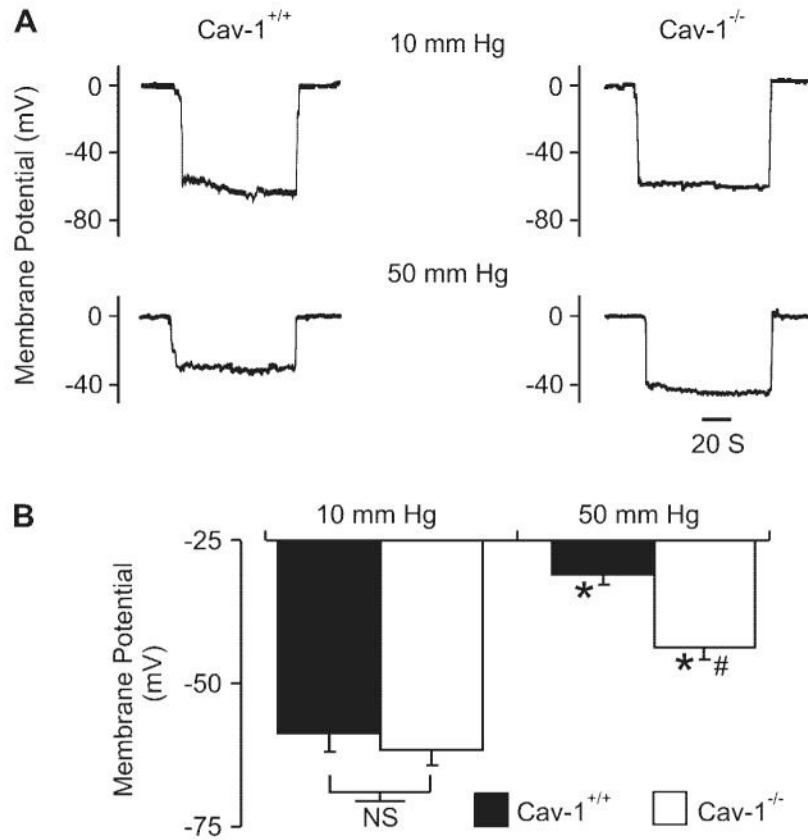 A
Cav-1+/+
10 mm Hg
Cav-1-/-
Membrane Potential (mV)
0
-40
-80
0
-40
-80
50 mm Hg
0
-40
0
-40
20 S
B
10 mm Hg
50 mm Hg
Membrane Potential
(mV)
-25
-50
-75
*
* #
NS
Cav-1+/+
Cav-1-/-